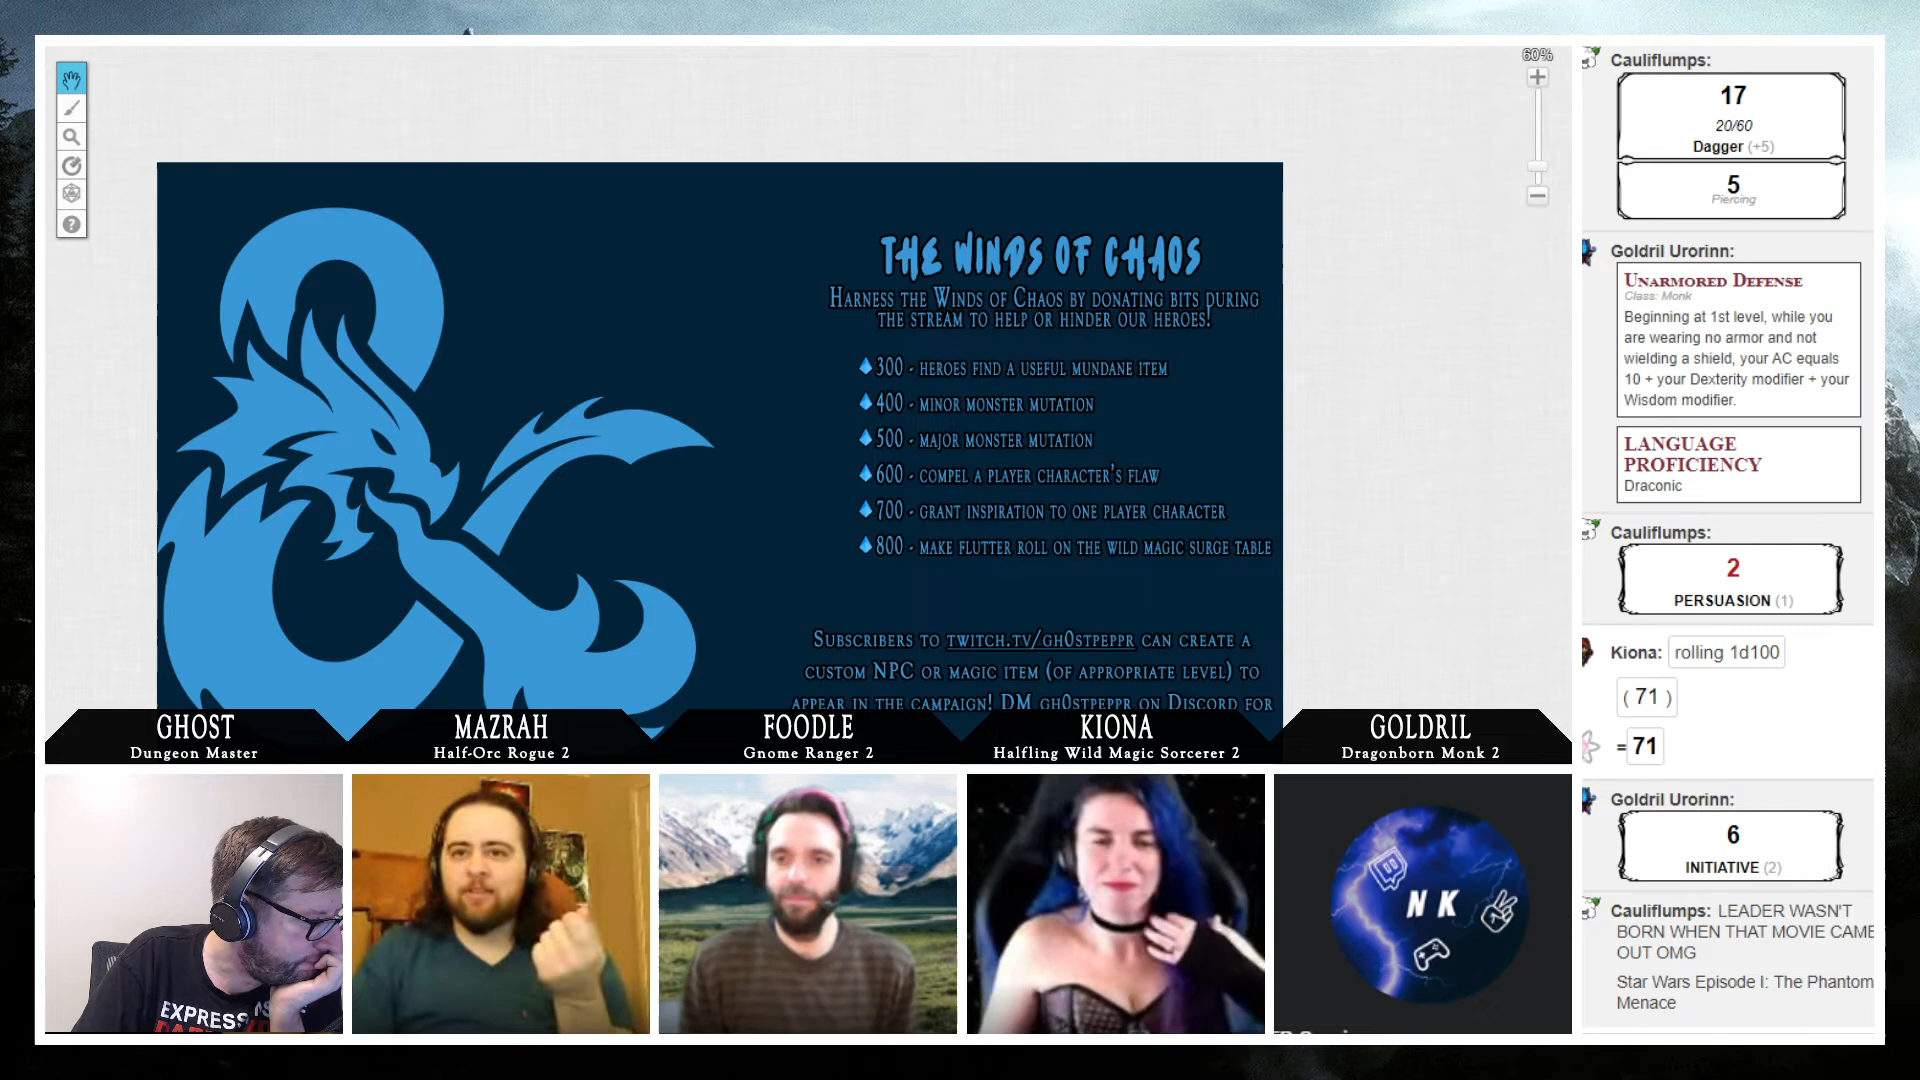 60%
THE WINDS OF CHAOS
HARNESS THE WINDS OF CHAOS BY DONATING BITS DURING
THE STREAM TO HELP OR HINDER OUR HEROES!
300 - HEROES FIND A USEFUL MUNDANE ITEM
400 - MINOR MONSTER MUTATION
500 - MAJOR MONSTER MUTATION
600 - COMPEL A PLAYER CHARACTER'S FLAW
700 - GRANT INSPIRATION TO ONE PLAYER CHARACTER
800 - MAKE FLUTTER ROLL ON THE WILD MAGIC SURGE TABLE
SUBSCRIBERS TO TWITCH.TV/GH0STPEPPR CAN CREATE A
CUSTOM NPC OR MAGIC ITEM (OF APPROPRIATE LEVEL) TO
APPEAR IN THE CAMPAIGN! DM GH0STPEPPR ON DISCORD FOR
GHOST
Dungeon Master
MAZRAH
Half-Orc Rogue 2
FOODLE
Gnome Ranger 2
KIONA
Halfling Wild Magic Sorcerer 2
GOLDRIL
Dragonborn Monk 2
EXPRESS
N K
Cauliflumps:
17
20/60
Dagger (+5)
5
Piercing
Goldril Urorinn:
UNARMORED DEFENSE
Class: Monk
Beginning at 1st level, while you
are wearing no armor and not
wielding a shield, your AC equals
10 + your Dexterity modifier + your
Wisdom modifier.
LANGUAGE
PROFICIENCY
Draconic
Cauliflumps:
2
PERSUASION (1)
Kiona: rolling 1d100
( 71 )
= 71
Goldril Urorinn:
6
INITIATIVE (2)
Cauliflumps: LEADER WASN'T
BORN WHEN THAT MOVIE CAME
OUT OMG
Star Wars Episode I: The Phantom
Menace